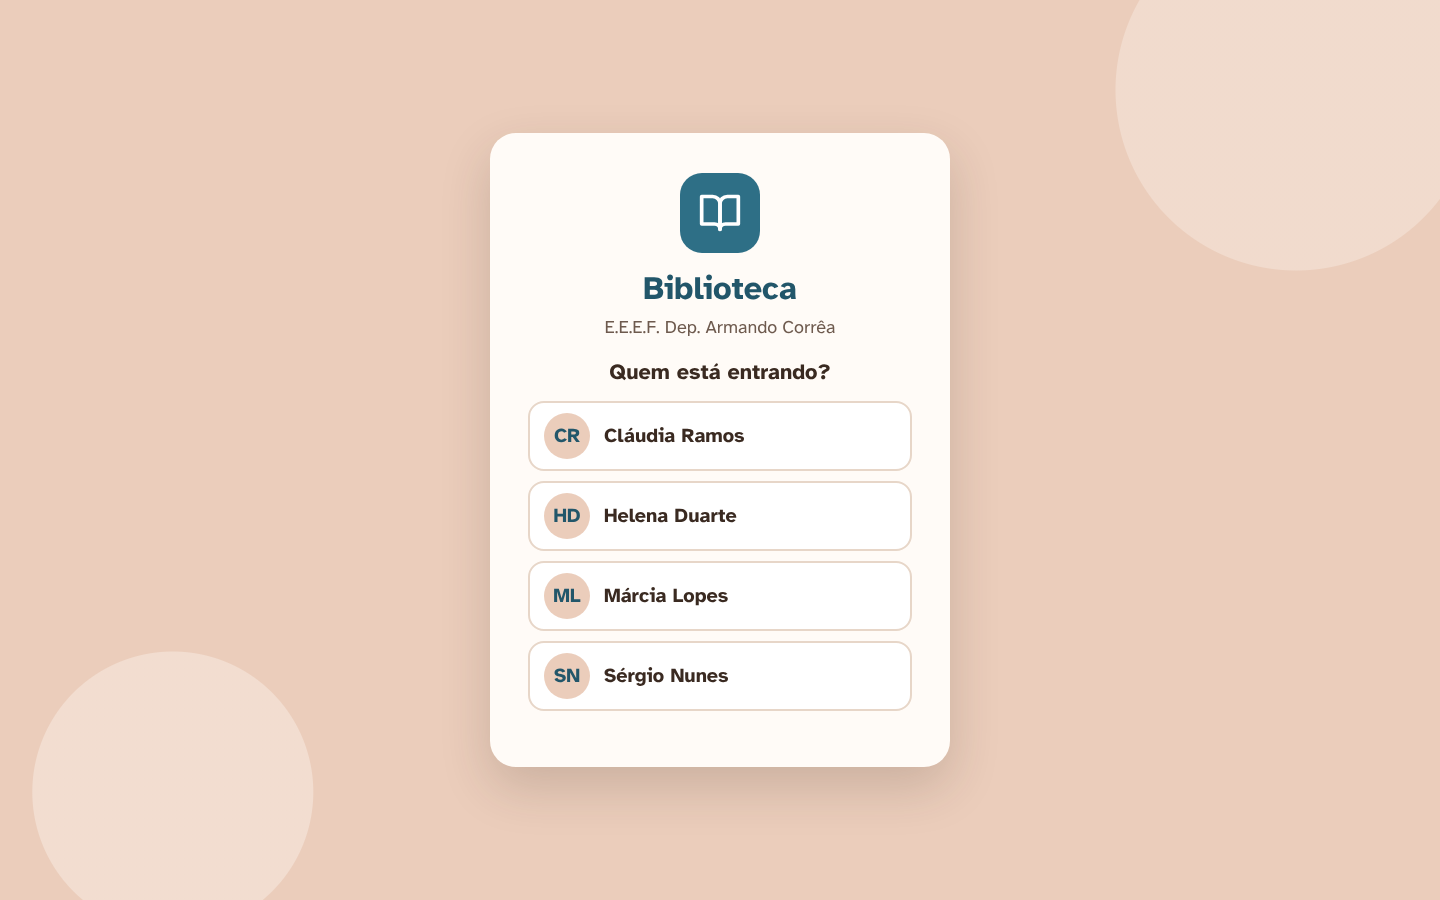 Biblioteca
E.E.E.F. Dep. Armando Corrêa
Quem está entrando?
CR Cláudia Ramos
HD Helena Duarte
ML Márcia Lopes
SN Sérgio Nunes